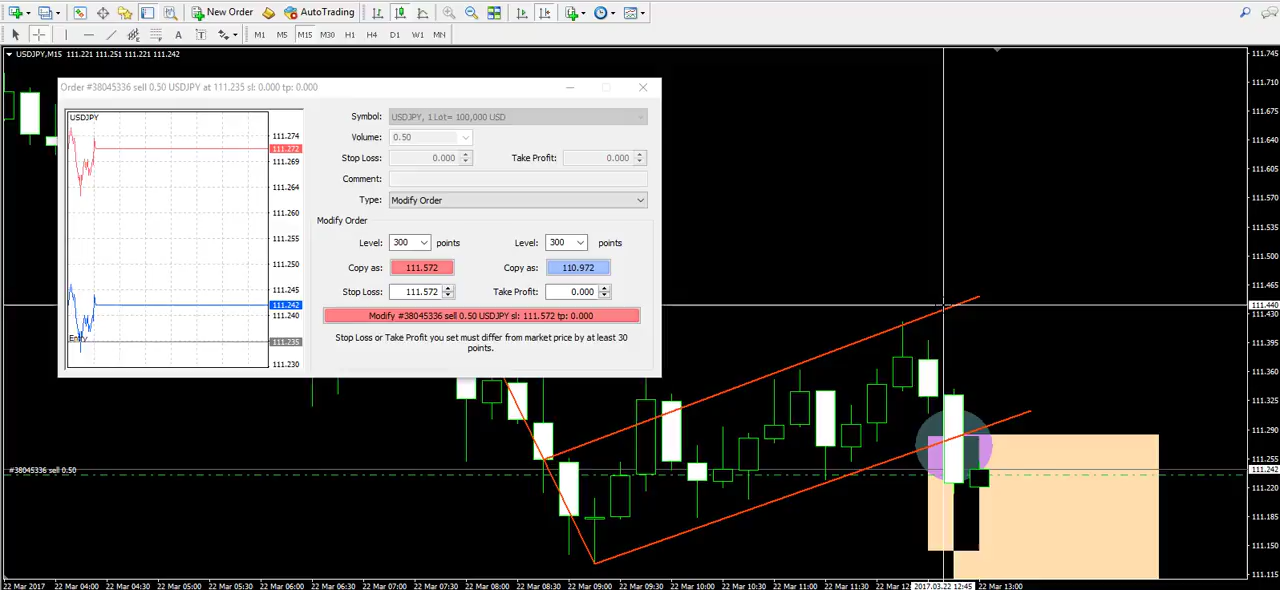 New Order AutoTrading
A T M1 M5 M15 M30 H1 H4 D1 W1 MN
USDJPY,M15 111.221 111.251 111.221 111.242
Order #38045336 sell 0.50 USDJPY at 111.235 sl: 0.000 tp: 0.000
USDJPY
111.274
111.272
111.269
111.264
111.260
111.255
111.250
111.242
111.240
111.235
111.230
Entry
Symbol: USDJPY, 1 Lot= 100,000 USD
Volume: 0.50
Stop Loss: 0.000 Take Profit: 0.000
Comment:
Type: Modify Order
Modify Order
Level: 300 points Level: 300 points
Copy as: 111.572 Copy as: 110.972
Stop Loss: 111.572 Take Profit: 0.000
Modify #38045336 sell 0.50 USDJPY sl: 111.572 tp: 0.000
Stop Loss or Take Profit you set must differ from market price by at least 30
points.
#38045336 sell 0.50
111.745
111.710
111.675
111.640
111.605
111.570
111.535
111.500
111.465
111.440
111.430
111.395
111.360
111.325
111.290
111.255
111.242
111.220
111.185
111.150
111.115
22 Mar 2017 22 Mar 04:00 22 Mar 04:30 22 Mar 05:00 22 Mar 05:30 22 Mar 06:00 22 Mar 06:30 22 Mar 07:00 22 Mar 07:30 22 Mar 08:00 22 Mar 08:30 22 Mar 09:00 22 Mar 09:30 22 Mar 10:00 22 Mar 10:30 22 Mar 11:00 22 Mar 11:30 22 Mar 12: 2017.03.22 12:45 22 Mar 13:00